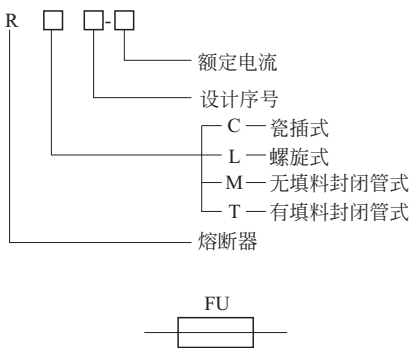 R □ □-□
额定电流
设计序号
C — 瓷插式
L — 螺旋式
M — 无填料封闭管式
T — 有填料封闭管式
熔断器
FU